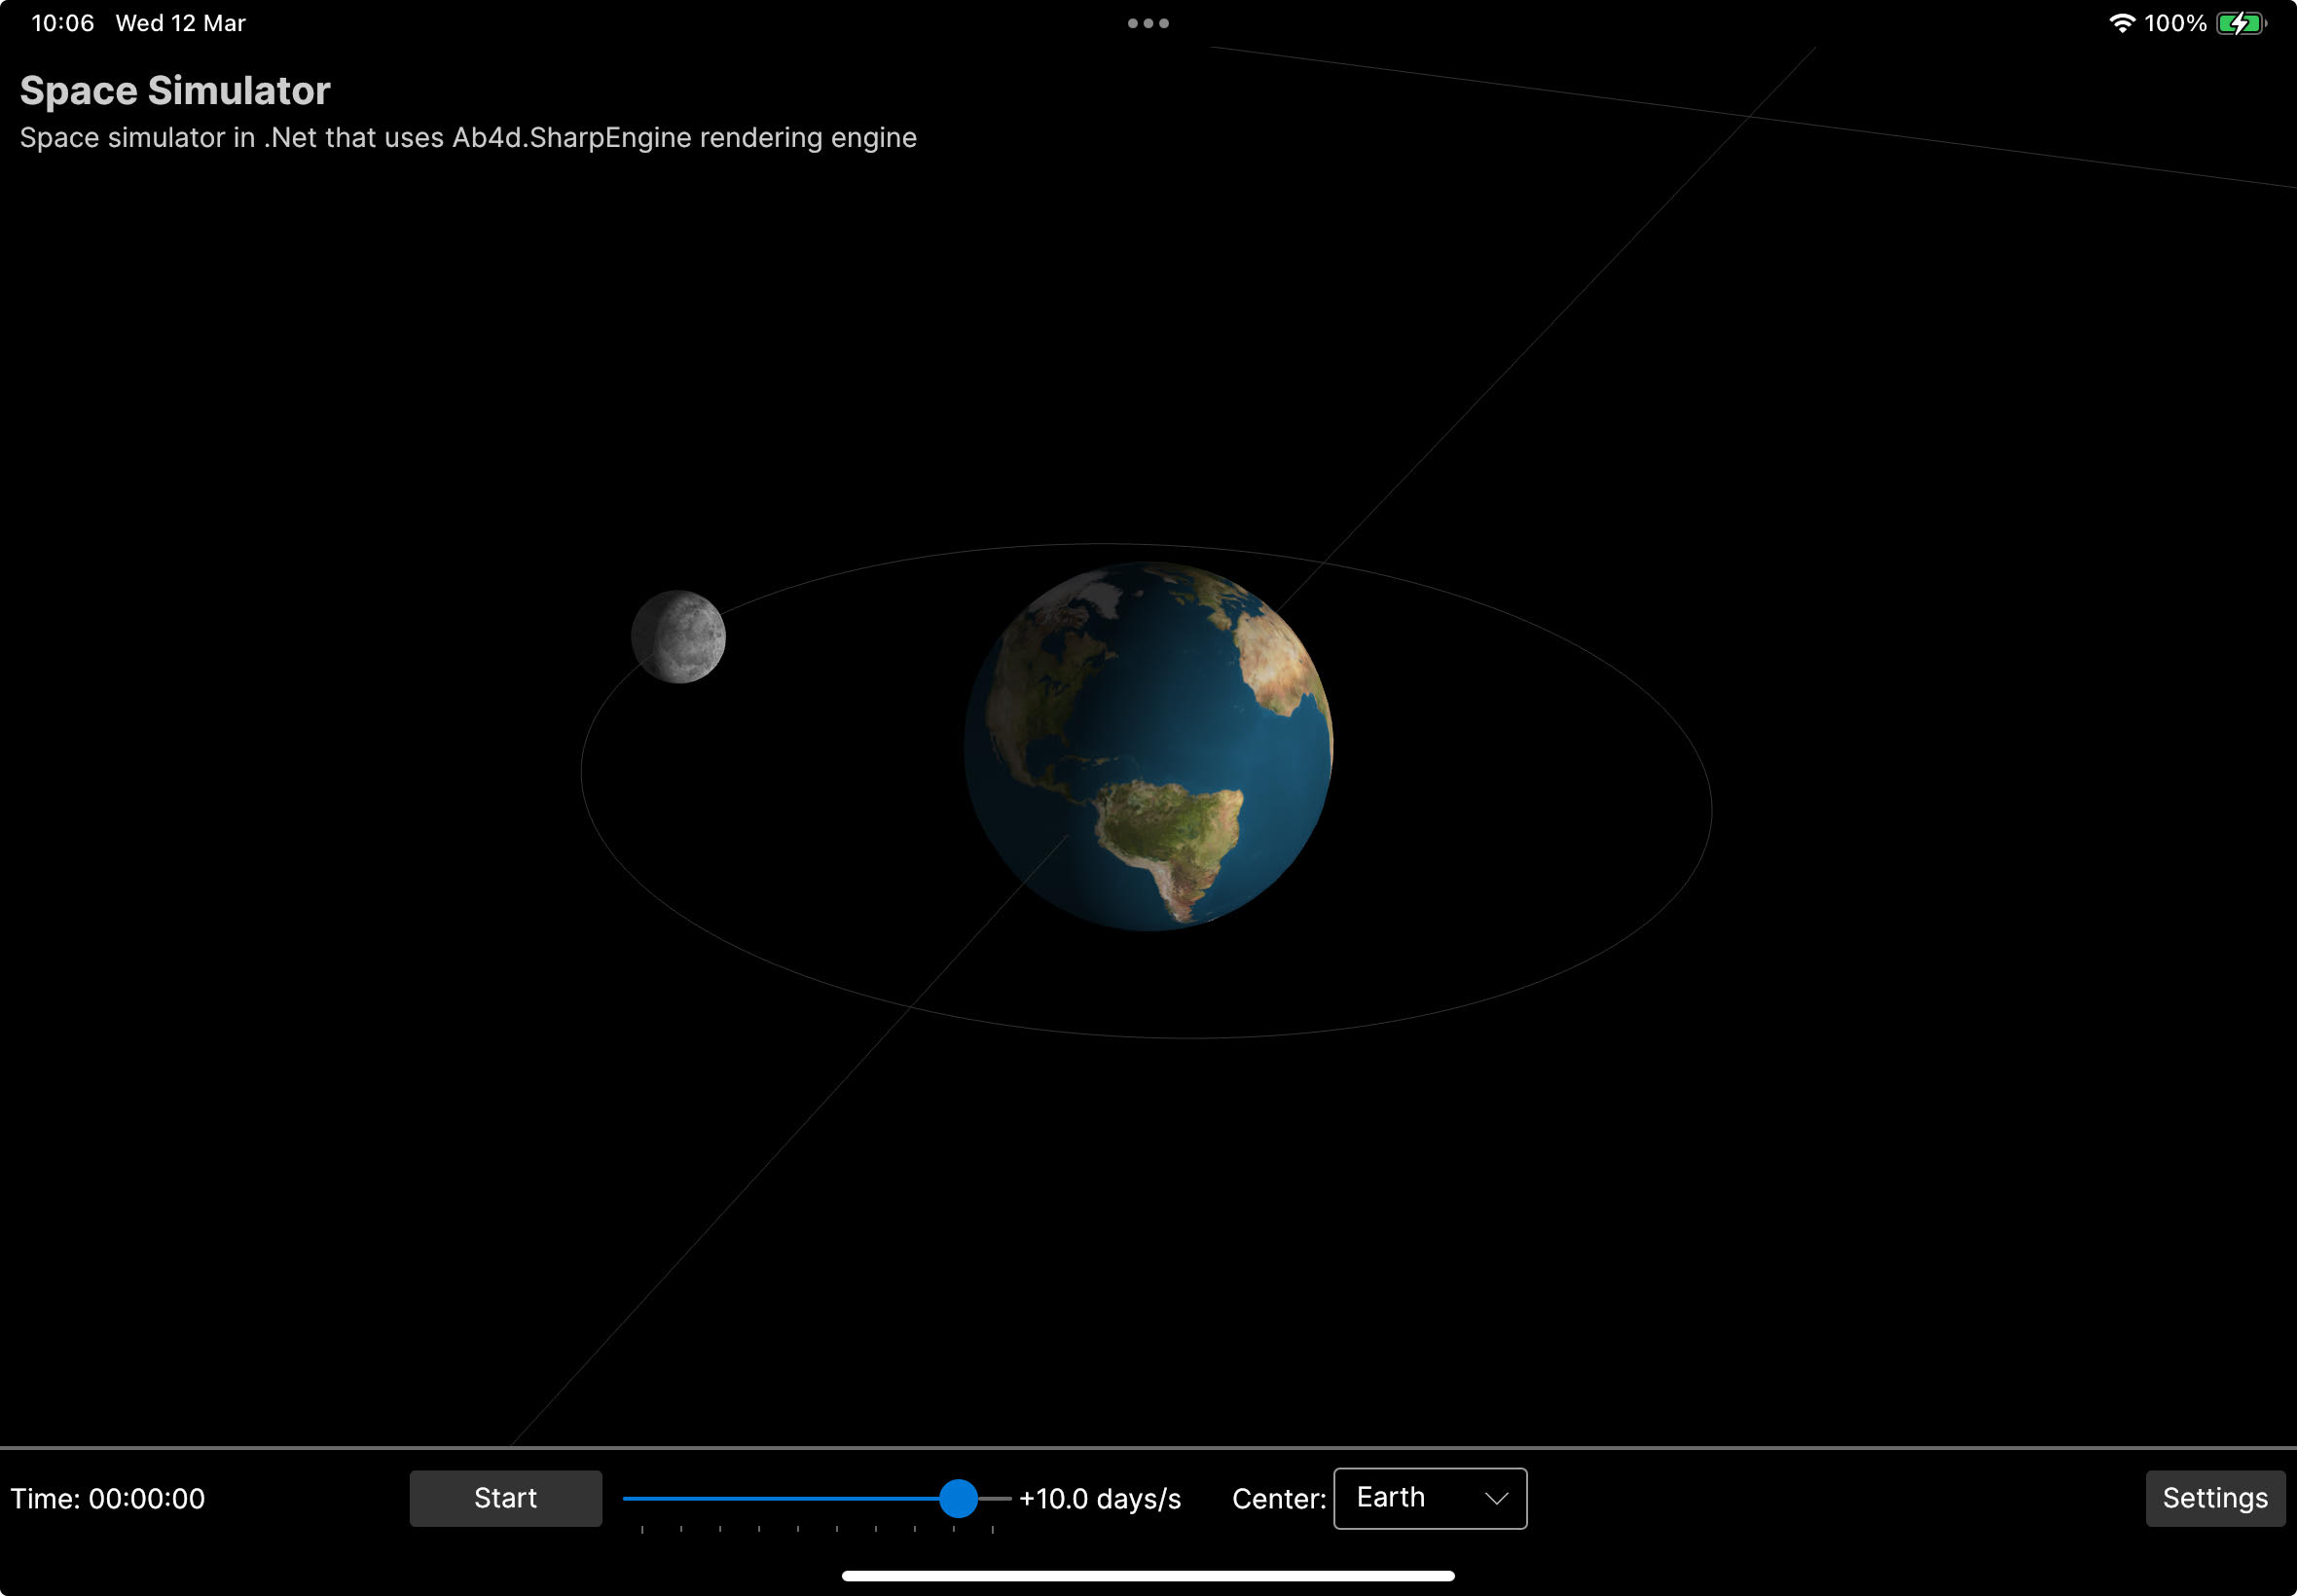 10:06 Wed 12 Mar
100%
Space Simulator
Space simulator in .Net that uses Ab4d.SharpEngine rendering engine
Time: 00:00:00
Start
+10.0 days/s
Center:
Earth
Settings